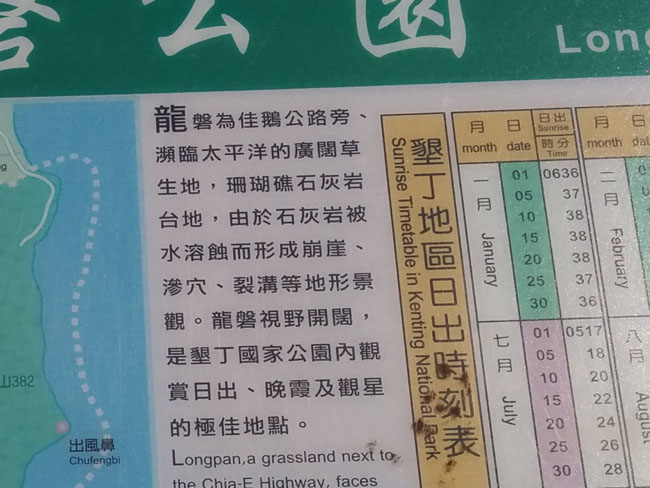 公園
Long
龍磐為佳鵝公路旁、
瀕臨太平洋的廣闊草
生地，珊瑚礁石灰岩
台地，由於石灰岩被
水溶蝕而形成崩崖、
滲穴、裂溝等地形景
觀。龍磐視野開闊，
是墾丁國家公園內觀
賞日出、晚霞及觀星
的極佳地點。
Longpan,a grassland next to
the Chia-E Highway, faces
山382
出風鼻
Chufengbi
墾丁地區日出時刻表
Sunrise Timetable in Kenting National Park
月 month 日 date 日出 Sunrise 時分 Time
一月 January
01 0636
05 37
10 38
15 38
20 38
25 37
30 36
七月 July
01 0517
05 18
10 20
15 22
20 24
25 26
30 28
月 month
二月 February
八月 August